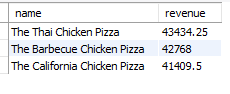 name revenue
The Thai Chicken Pizza 43434.25
The Barbecue Chicken Pizza 42768
The California Chicken Pizza 41409.5